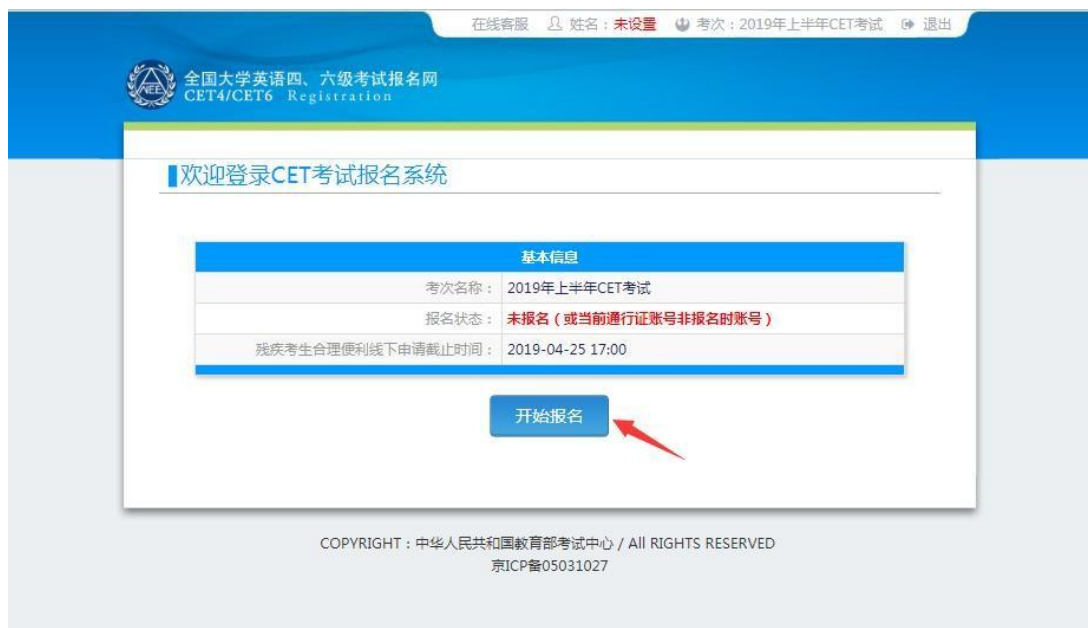 在线客服 姓名：未设置 考次：2019年上半年CET考试 退出
NEE
全国大学英语四、六级考试报名网
CET4/CET6 Registration
欢迎登录CET考试报名系统
基本信息
考次名称： 2019年上半年CET考试
报名状态： 未报名（或当前通行证账号非报名时账号）
残疾考生合理便利线下申请截止时间： 2019-04-25 17:00
开始报名
COPYRIGHT：中华人民共和国教育部考试中心 / All RIGHTS RESERVED
京ICP备05031027